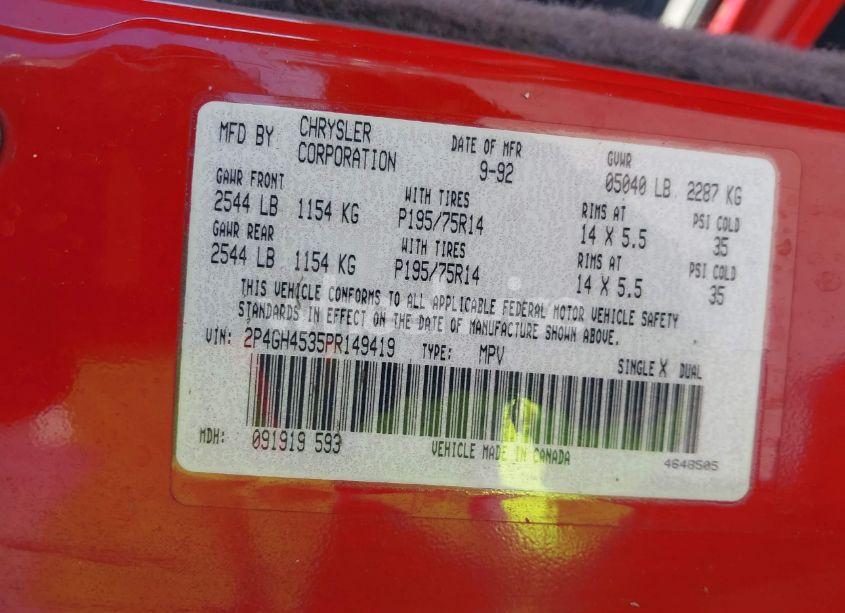 MFD BY CHRYSLER CORPORATION DATE OF MFR 9-92 GVWR 05040 LB 2287 KG
GAWR FRONT WITH TIRES RIMS AT PSI COLD
2544 LB 1154 KG P195/75R14 14 X 5.5 35
GAWR REAR WITH TIRES RIMS AT PSI COLD
2544 LB 1154 KG P195/75R14 14 X 5.5 35
THIS VEHICLE CONFORMS TO ALL APPLICABLE FEDERAL MOTOR VEHICLE SAFETY
STANDARDS IN EFFECT ON THE DATE OF MANUFACTURE SHOWN ABOVE.
VIN: 2P4GH4535PR149419 TYPE: MPV SINGLE X DUAL
MDH: 091919 593 VEHICLE MADE IN CANADA 4648505